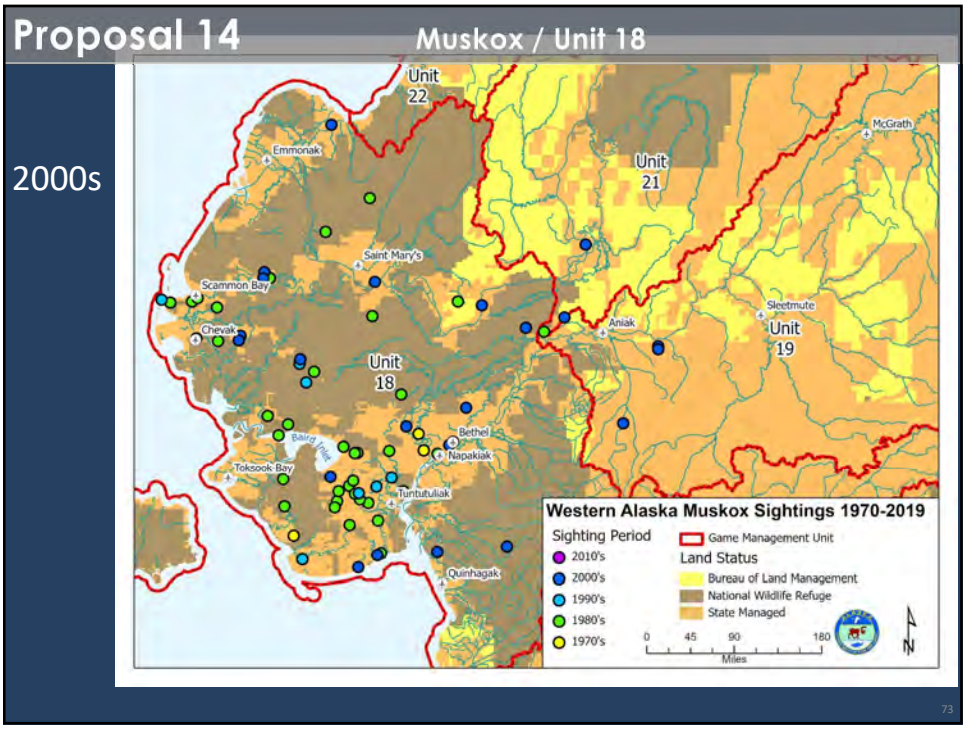 Proposal 14
Muskox / Unit 18
2000s
Unit
22
McGrath
Emmonak
Unit
21
Saint Mary's
Scammon Bay
Sleetmute
Aniak
Chevak
Unit
19
Unit
18
Bethel
Baird Inlet
Napakiak
Toksook Bay
Tuntutuliak
Quinhagak
Western Alaska Muskox Sightings 1970-2019
Sighting Period
2010's
2000's
1990's
1980's
1970's
Game Management Unit
Land Status
Bureau of Land Management
National Wildlife Refuge
State Managed
0 45 90 180
Miles
N
73